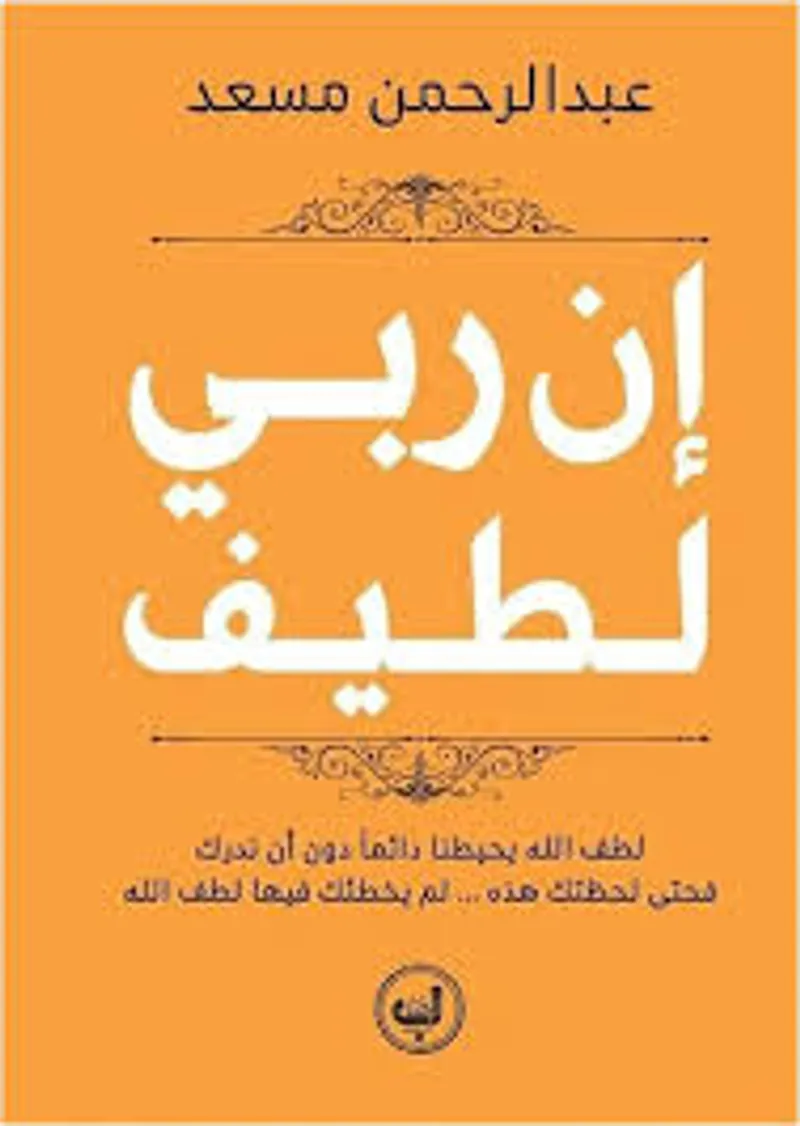 عبدالرحمن مسعد
إن ربي
لطيف
لطف الله يحيطنا دائماً دون أن ندرك
فحتى لحظتك هذه ... لم يخطئك فيها لطف الله